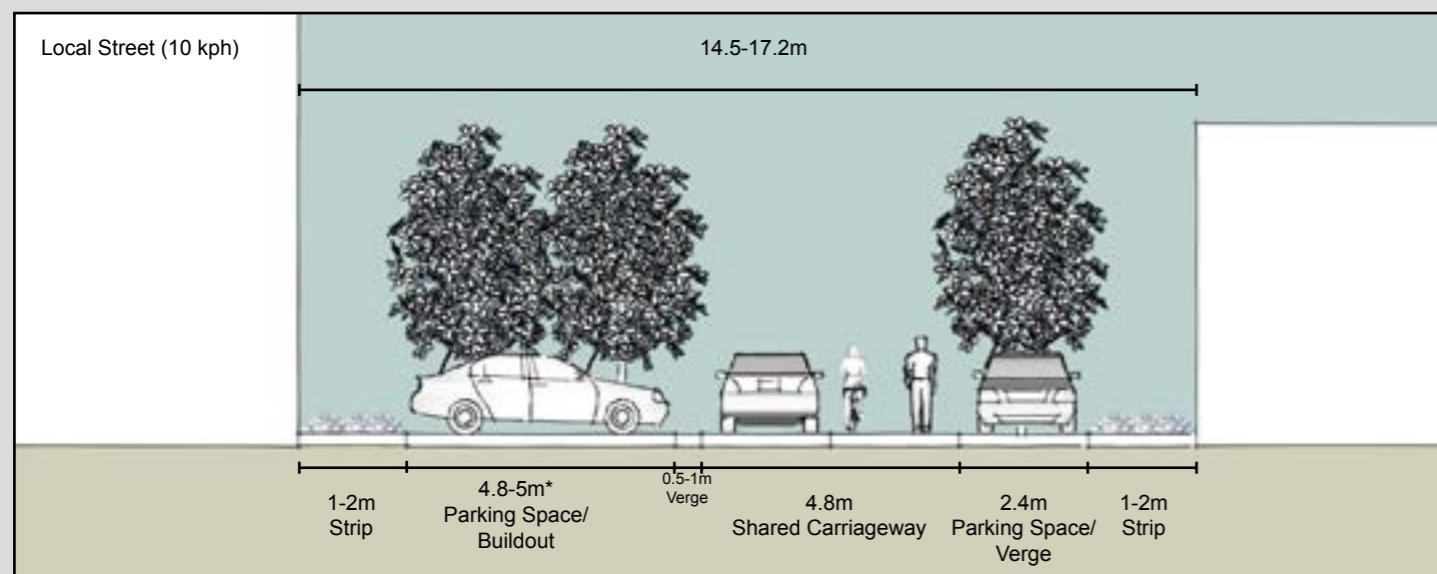 Local Street (10 kph)
14.5-17.2m
1-2m
Strip
4.8-5m*
Parking Space/
Buildout
0.5-1m
Verge
4.8m
Shared Carriageway
2.4m
Parking Space/
Verge
1-2m
Strip